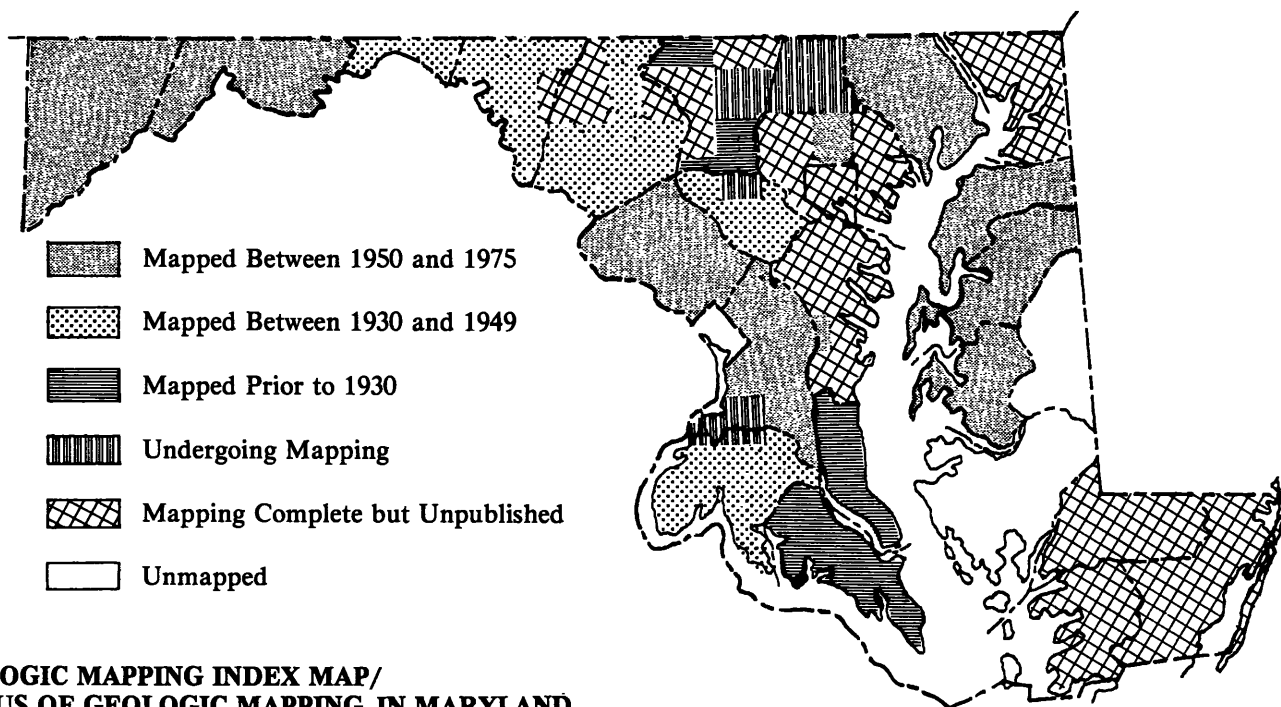 Mapped Between 1950 and 1975
Mapped Between 1930 and 1949
Mapped Prior to 1930
Undergoing Mapping
Mapping Complete but Unpublished
Unmapped
OGIC MAPPING INDEX MAP/
US OF GEOLOGIC MAPPING IN MARYLAND